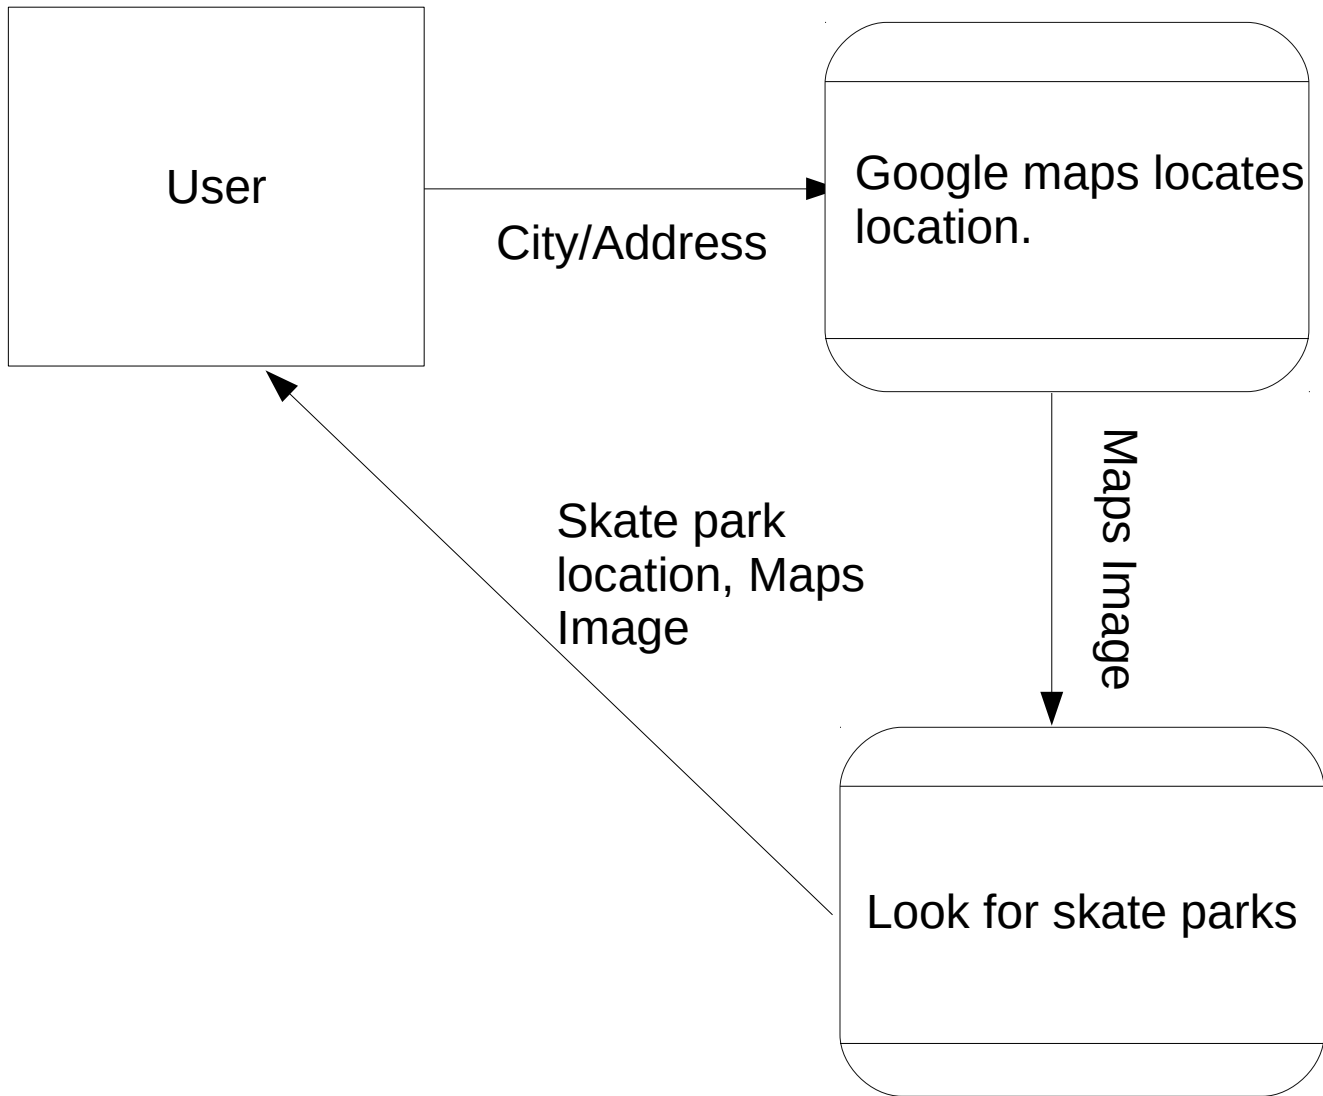 User
City/Address
Google maps locates
location.
Maps Image
Skate park
location, Maps
Image
Look for skate parks